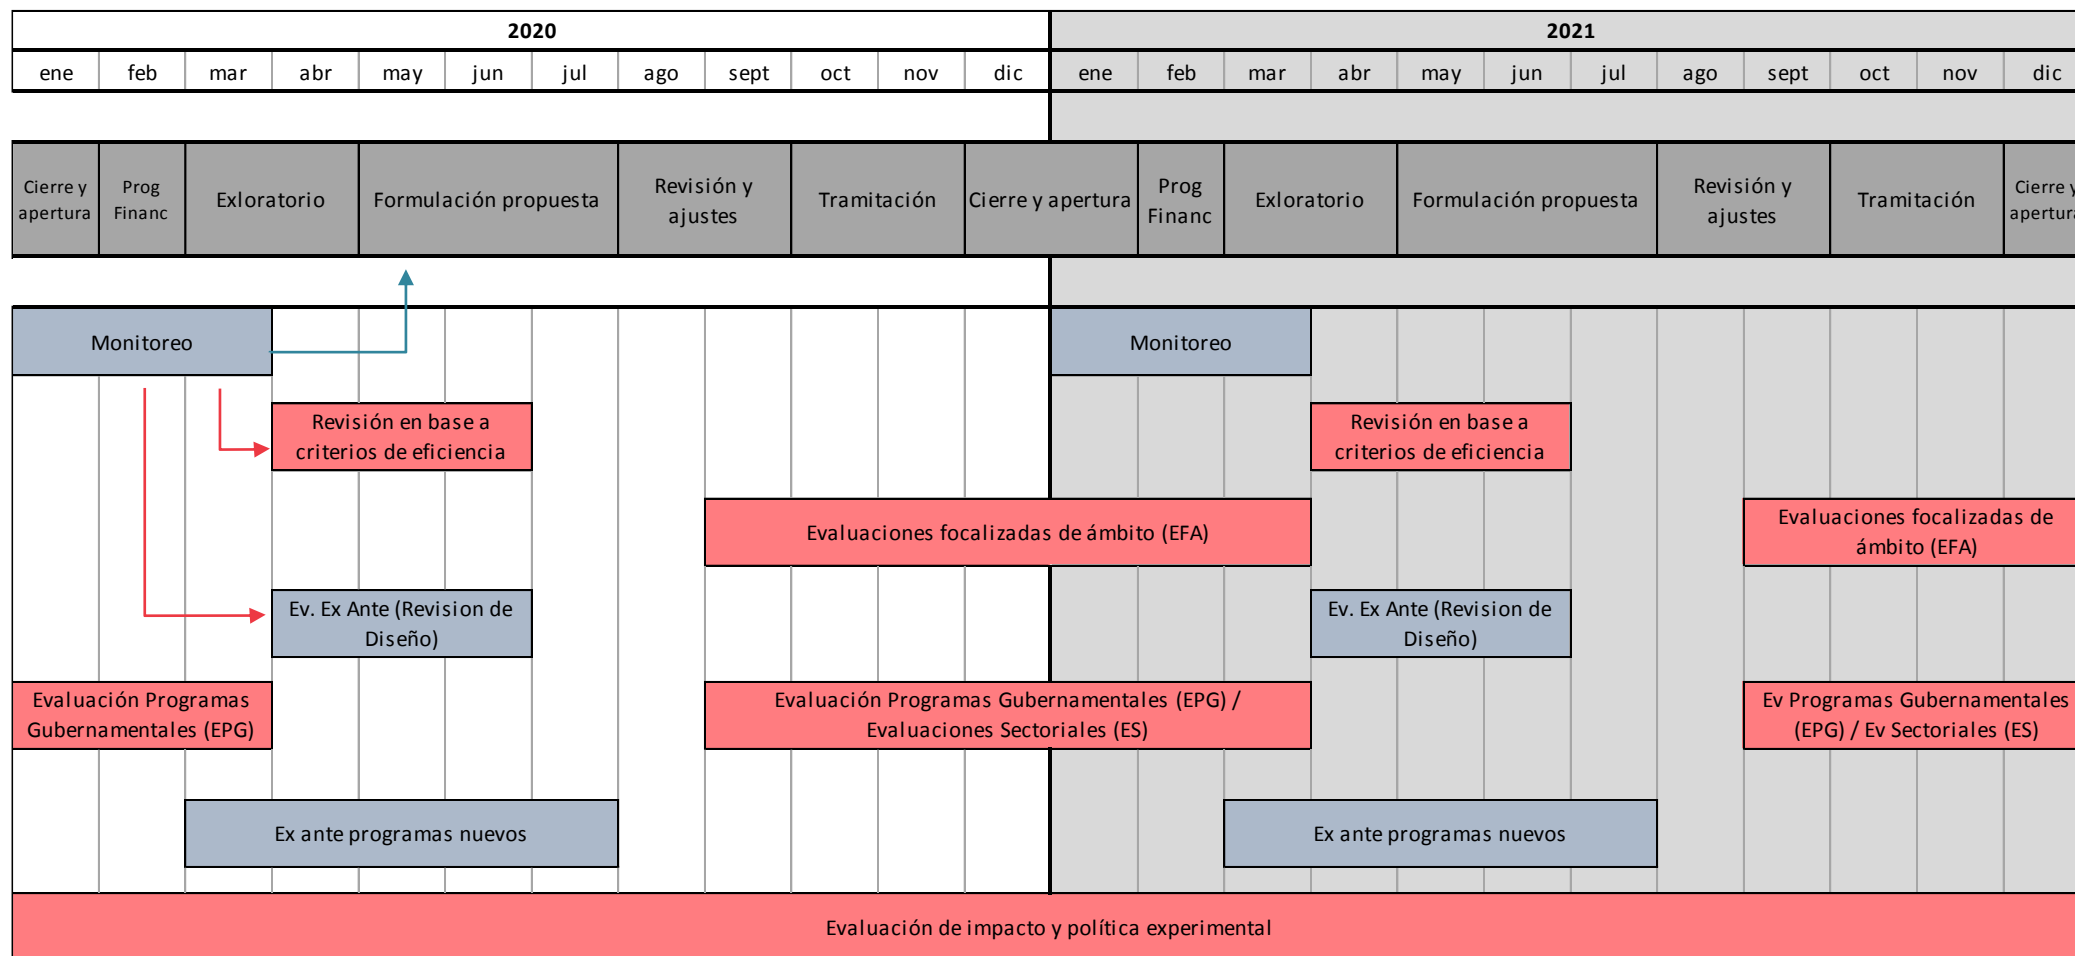 2020 2021
ene feb mar abr may jun jul ago sept oct nov dic ene feb mar abr may jun jul ago sept oct nov dic
Cierre y
apertura
Prog
Financ
Exloratorio
Formulación propuesta
Revisión y
ajustes
Tramitación
Cierre y apertura
Prog
Financ
Exloratorio
Formulación propuesta
Revisión y
ajustes
Tramitación
Cierre y
apertura
Monitoreo
Monitoreo
Revisión en base a
criterios de eficiencia
Revisión en base a
criterios de eficiencia
Evaluaciones focalizadas de ámbito (EFA)
Evaluaciones focalizadas de
ámbito (EFA)
Ev. Ex Ante (Revision de
Diseño)
Ev. Ex Ante (Revision de
Diseño)
Evaluación Programas
Gubernamentales (EPG)
Evaluación Programas Gubernamentales (EPG) /
Evaluaciones Sectoriales (ES)
Ev Programas Gubernamentales
(EPG) / Ev Sectoriales (ES)
Ex ante programas nuevos
Ex ante programas nuevos
Evaluación de impacto y política experimental